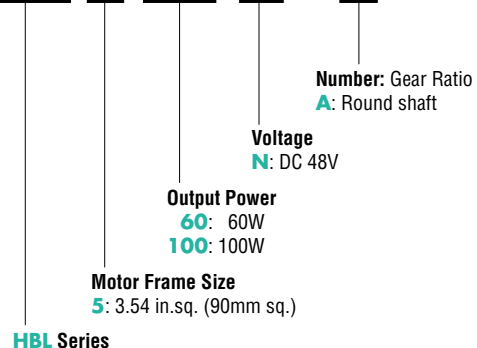 Number: Gear Ratio
A: Round shaft
Voltage
N: DC 48V
Output Power
60: 60W
100: 100W
Motor Frame Size
5: 3.54 in.sq. (90mm sq.)
HBL Series